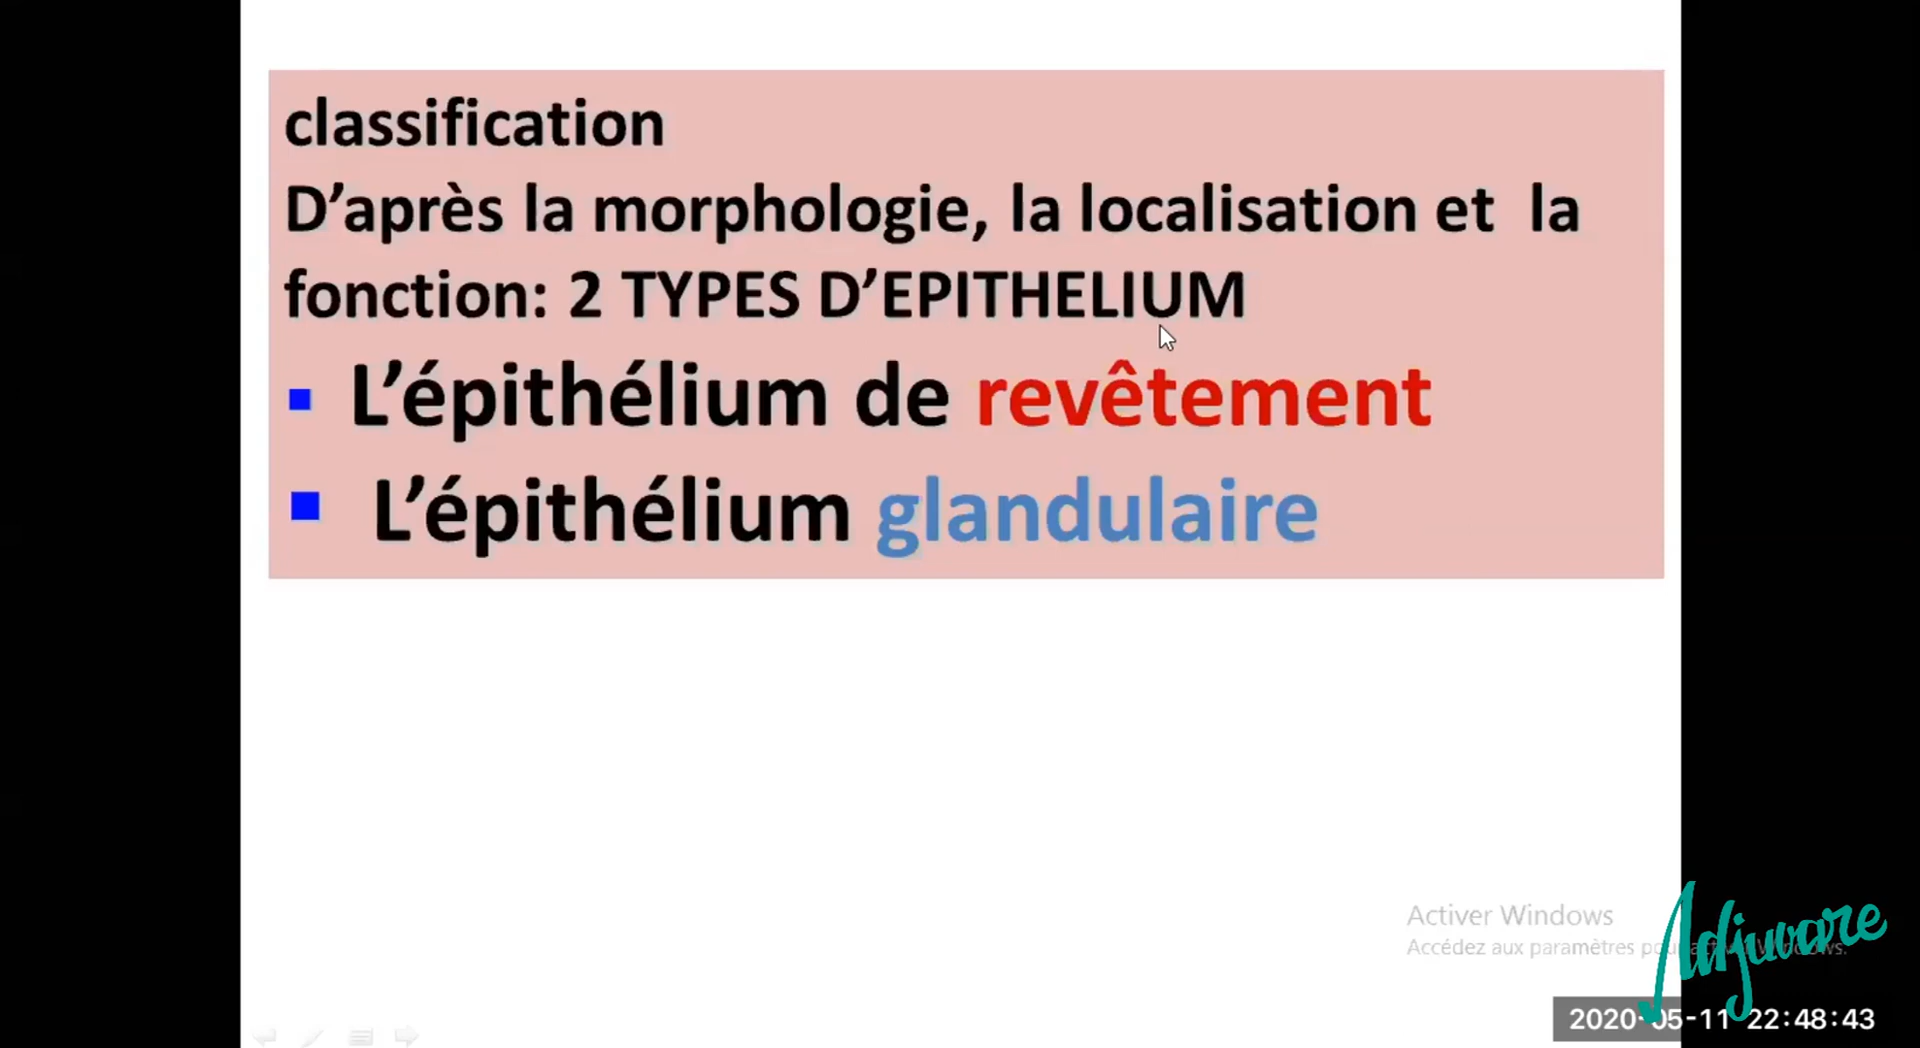 classification
D’après la morphologie, la localisation et la
fonction: 2 TYPES D’EPITHELIUM
▪ L’épithélium de revêtement
▪ L’épithélium glandulaire
Activer Windows
Accédez aux paramètres pour activer Windows.
Adjuvare
2020-05-11 22:48:43